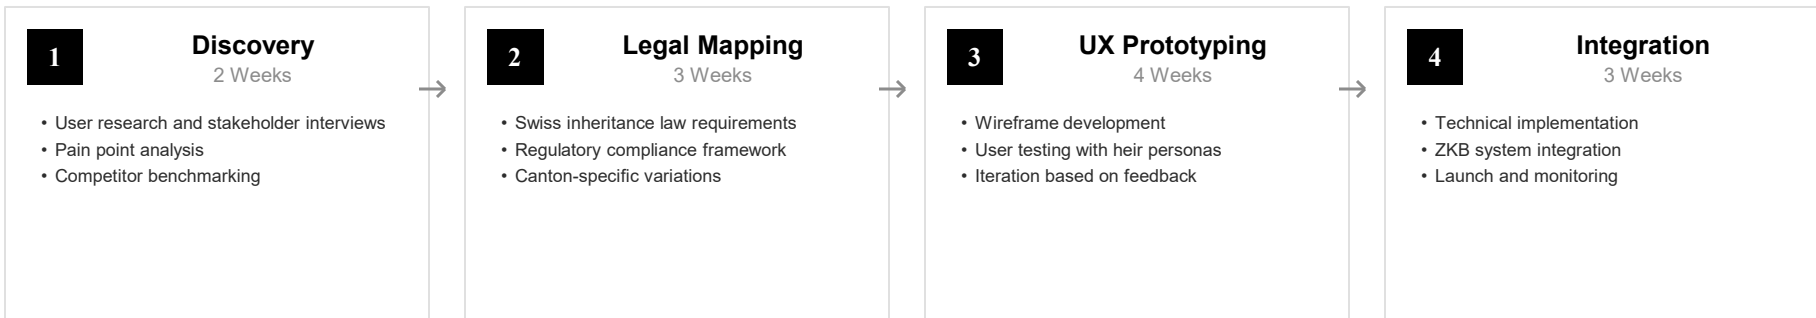 1
Discovery
2 Weeks
• User research and stakeholder interviews
• Pain point analysis
• Competitor benchmarking
→
2
Legal Mapping
3 Weeks
• Swiss inheritance law requirements
• Regulatory compliance framework
• Canton-specific variations
→
3
UX Prototyping
4 Weeks
• Wireframe development
• User testing with heir personas
• Iteration based on feedback
→
4
Integration
3 Weeks
• Technical implementation
• ZKB system integration
• Launch and monitoring